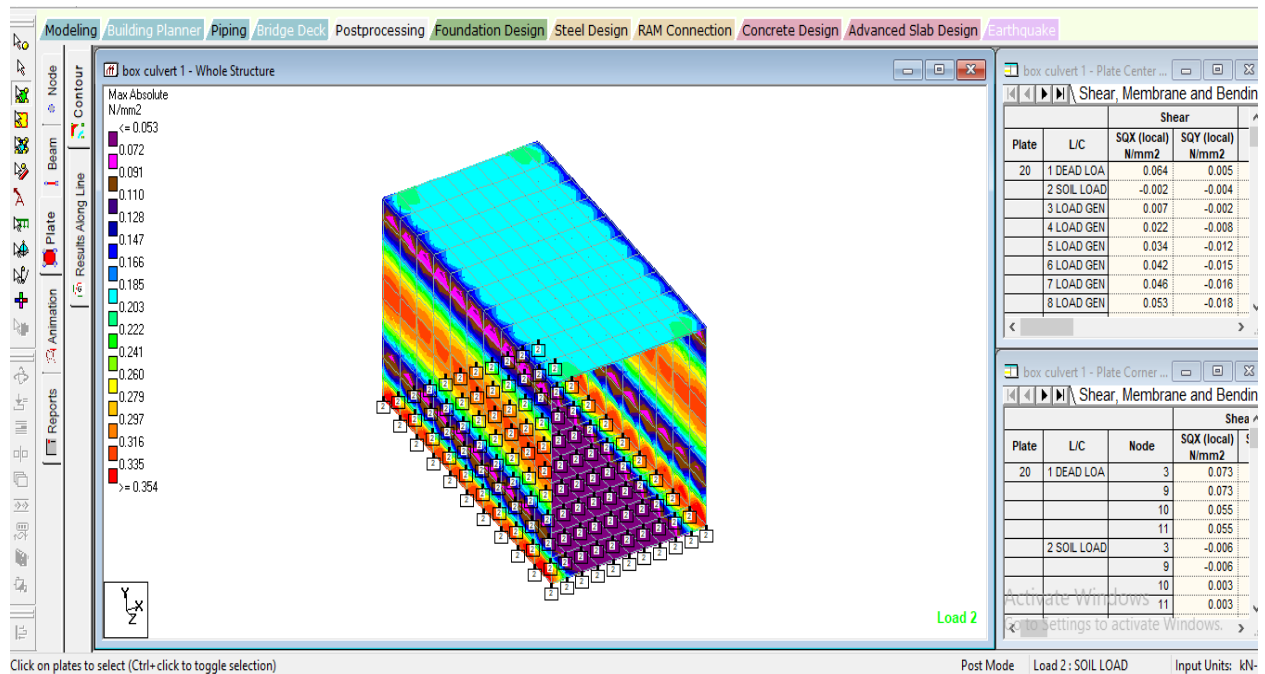 Modeling Building Planner Piping Bridge Deck Postprocessing Foundation Design Steel Design RAM Connection Concrete Design Advanced Slab Design Earthquake
Node
Beam
Plate
Animation
Reports
Contour
Results Along Line
box culvert 1 - Whole Structure
Max Absolute
N/mm2
<= 0.053
0.072
0.091
0.110
0.128
0.147
0.166
0.185
0.203
0.222
0.241
0.260
0.279
0.297
0.316
0.335
>= 0.354
Y
X
Z
2
Load 2
box culvert 1 - Plate Center ...
Shear, Membrane and Bendin
Shear
Plate L/C SQX (local) N/mm2 SQY (local) N/mm2
20 1 DEAD LOA 0.064 0.005
2 SOIL LOAD -0.002 -0.004
3 LOAD GEN 0.007 -0.002
4 LOAD GEN 0.022 -0.008
5 LOAD GEN 0.034 -0.012
6 LOAD GEN 0.042 -0.015
7 LOAD GEN 0.046 -0.016
8 LOAD GEN 0.053 -0.018
box culvert 1 - Plate Corner ...
Shear, Membrane and Bendin
Shea
Plate L/C Node SQX (local) N/mm2
20 1 DEAD LOA 3 0.073
9 0.073
10 0.055
11 0.055
2 SOIL LOAD 3 -0.006
9 -0.006
10 0.003
11 0.003
Activate Windows
Go to Settings to activate Windows.
Click on plates to select (Ctrl+click to toggle selection)
Post Mode Load 2 : SOIL LOAD Input Units: kN-